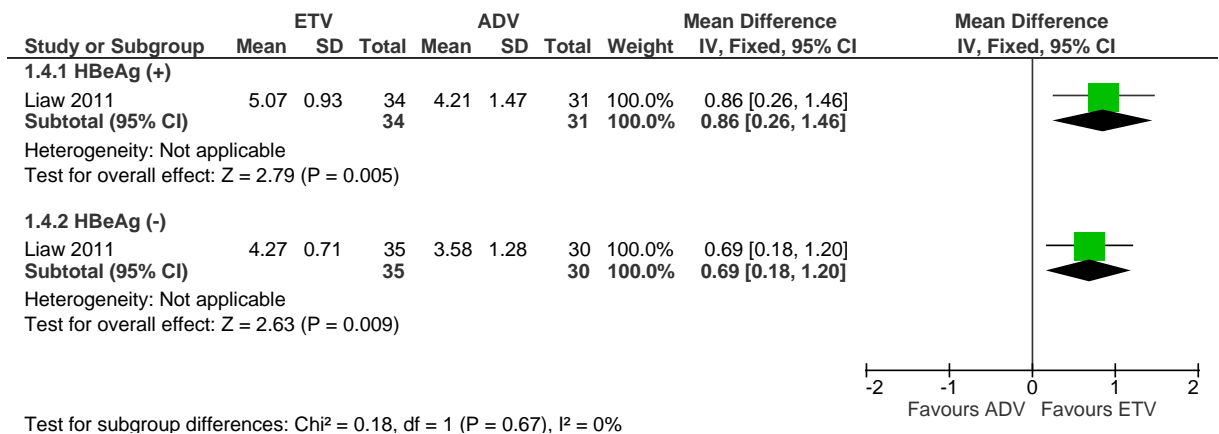 ETV ADV Mean Difference Mean Difference
Study or Subgroup Mean SD Total Mean SD Total Weight IV, Fixed, 95% CI IV, Fixed, 95% CI
1.4.1 HBeAg (+)
Liaw 2011 5.07 0.93 34 4.21 1.47 31 100.0% 0.86 [0.26, 1.46]
Subtotal (95% CI) 34 31 100.0% 0.86 [0.26, 1.46]
Heterogeneity: Not applicable
Test for overall effect: Z = 2.79 (P = 0.005)
1.4.2 HBeAg (-)
Liaw 2011 4.27 0.71 35 3.58 1.28 30 100.0% 0.69 [0.18, 1.20]
Subtotal (95% CI) 35 30 100.0% 0.69 [0.18, 1.20]
Heterogeneity: Not applicable
Test for overall effect: Z = 2.63 (P = 0.009)
-2 -1 0 1 2
Favours ADV Favours ETV
Test for subgroup differences: Chi² = 0.18, df = 1 (P = 0.67), I² = 0%